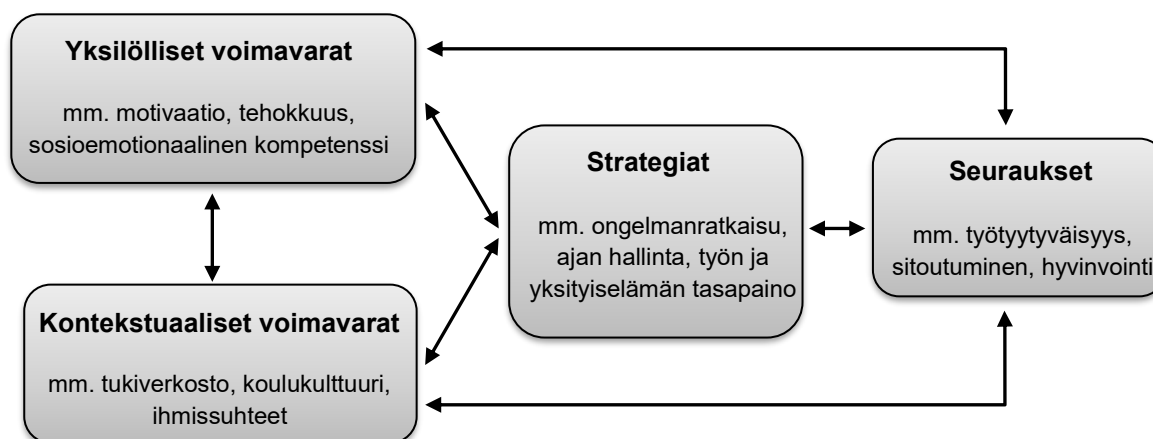 Yksilölliset voimavarat
mm. motivaatio, tehokkuus,
sosioemotionaalinen kompetenssi
Kontekstuaaliset voimavarat
mm. tukiverkosto, koulukulttuuri,
ihmissuhteet
Strategiat
mm. ongelmanratkaisu,
ajan hallinta, työn ja
yksityiselämän tasapaino
Seuraukset
mm. työtyytyväisyys,
sitoutuminen, hyvinvointi